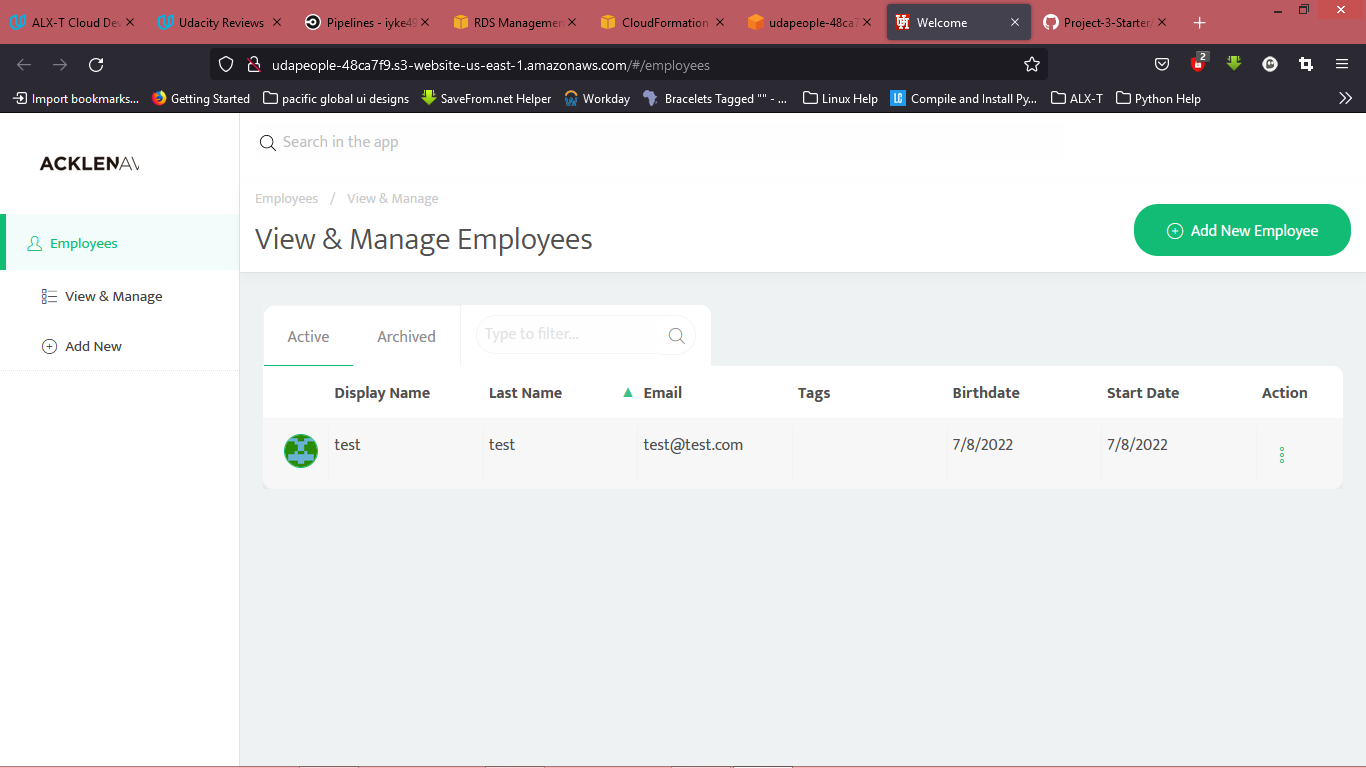 ALX-T Cloud Dev
Udacity Reviews
Pipelines - iyke49
RDS Managemen
CloudFormation
udapeople-48ca7
Welcome
Project-3-Starter/
udapeople-48ca7f9.s3-website-us-east-1.amazonaws.com/#/employees
2
Import bookmarks...
Getting Started
pacific global ui designs
SaveFrom.net Helper
Workday
Bracelets Tagged "" - ...
Linux Help
LG
Compile and Install Py...
ALX-T
Python Help
ACKLENAV
Search in the app
Employees / View & Manage
View & Manage Employees
Add New Employee
Employees
View & Manage
Add New
Active
Archived
Type to filter...
Display Name Last Name ▲ Email Tags Birthdate Start Date Action
test test test@test.com 7/8/2022 7/8/2022